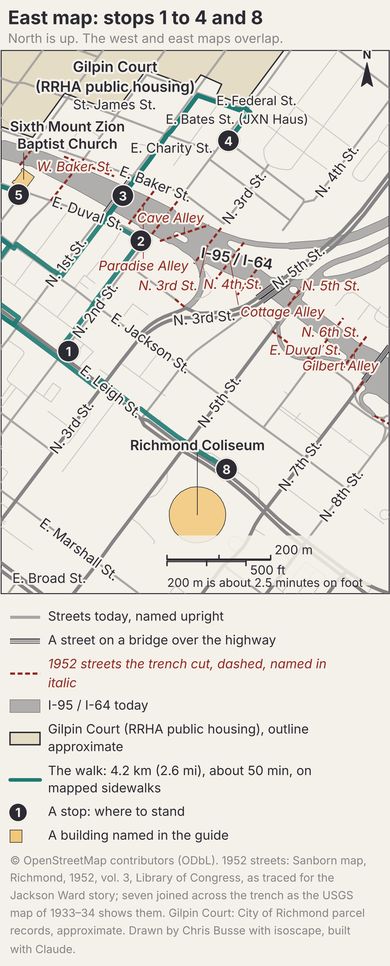 East map: stops 1 to 4 and 8
North is up. The west and east maps overlap.
N
Gilpin Court
(RRHA public housing)
St. James St.
E. Federal St.
E. Bates St. (JXN Haus)
Sixth Mount Zion
Baptist Church
E. Charity St.
4
W. Baker St.
E. Baker St.
N. 4th St.
5
3
N. 3rd St.
E. Duval St.
Cave Alley
2
I-95 / I-64
N. 1st St.
Paradise Alley
N. 5th St.
N. 3rd St.
N. 4th St.
N. 5th St.
N. 2nd St.
Cottage Alley
N. 3rd St.
N. 6th St.
E. Jackson St.
E. Duval St.
1
Gilbert Alley
E. Leigh St.
N. 5th St.
N. 3rd St.
Richmond Coliseum
8
N. 7th St.
N. 8th St.
E. Marshall St.
200 m
500 ft
E. Broad St.
200 m is about 2.5 minutes on foot
Streets today, named upright
A street on a bridge over the highway
1952 streets the trench cut, dashed, named in
italic
I-95 / I-64 today
Gilpin Court (RRHA public housing), outline
approximate
The walk: 4.2 km (2.6 mi), about 50 min, on
mapped sidewalks
1 A stop: where to stand
A building named in the guide
© OpenStreetMap contributors (ODbL). 1952 streets: Sanborn map,
Richmond, 1952, vol. 3, Library of Congress, as traced for the
Jackson Ward story; seven joined across the trench as the USGS
map of 1933–34 shows them. Gilpin Court: City of Richmond parcel
records, approximate. Drawn by Chris Busse with isoscape, built
with Claude.